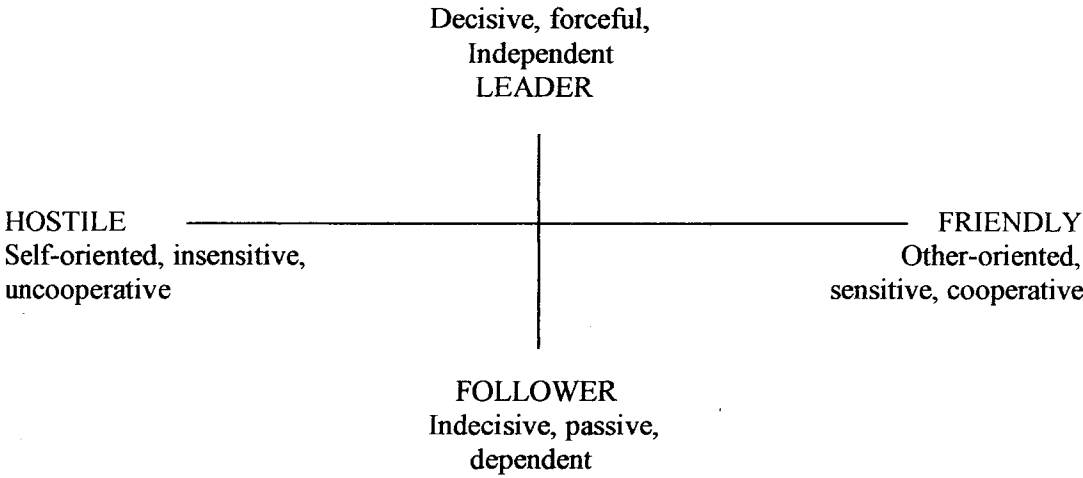 Decisive, forceful,
Independent
LEADER
HOSTILE
Self-oriented, insensitive,
uncooperative
FRIENDLY
Other-oriented,
sensitive, cooperative
FOLLOWER
Indecisive, passive,
dependent